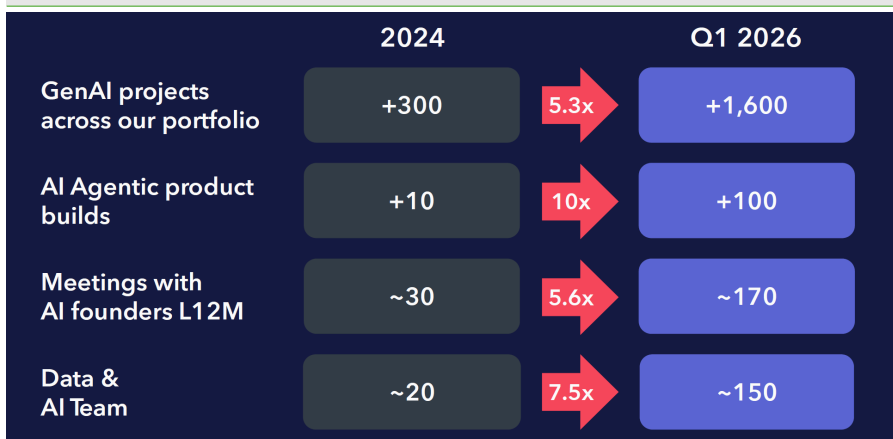 2024
Q1 2026
GenAI projects
across our portfolio
+300
5.3x
+1,600
AI Agentic product
builds
+10
10x
+100
Meetings with
AI founders L12M
~30
5.6x
~170
Data &
AI Team
~20
7.5x
~150